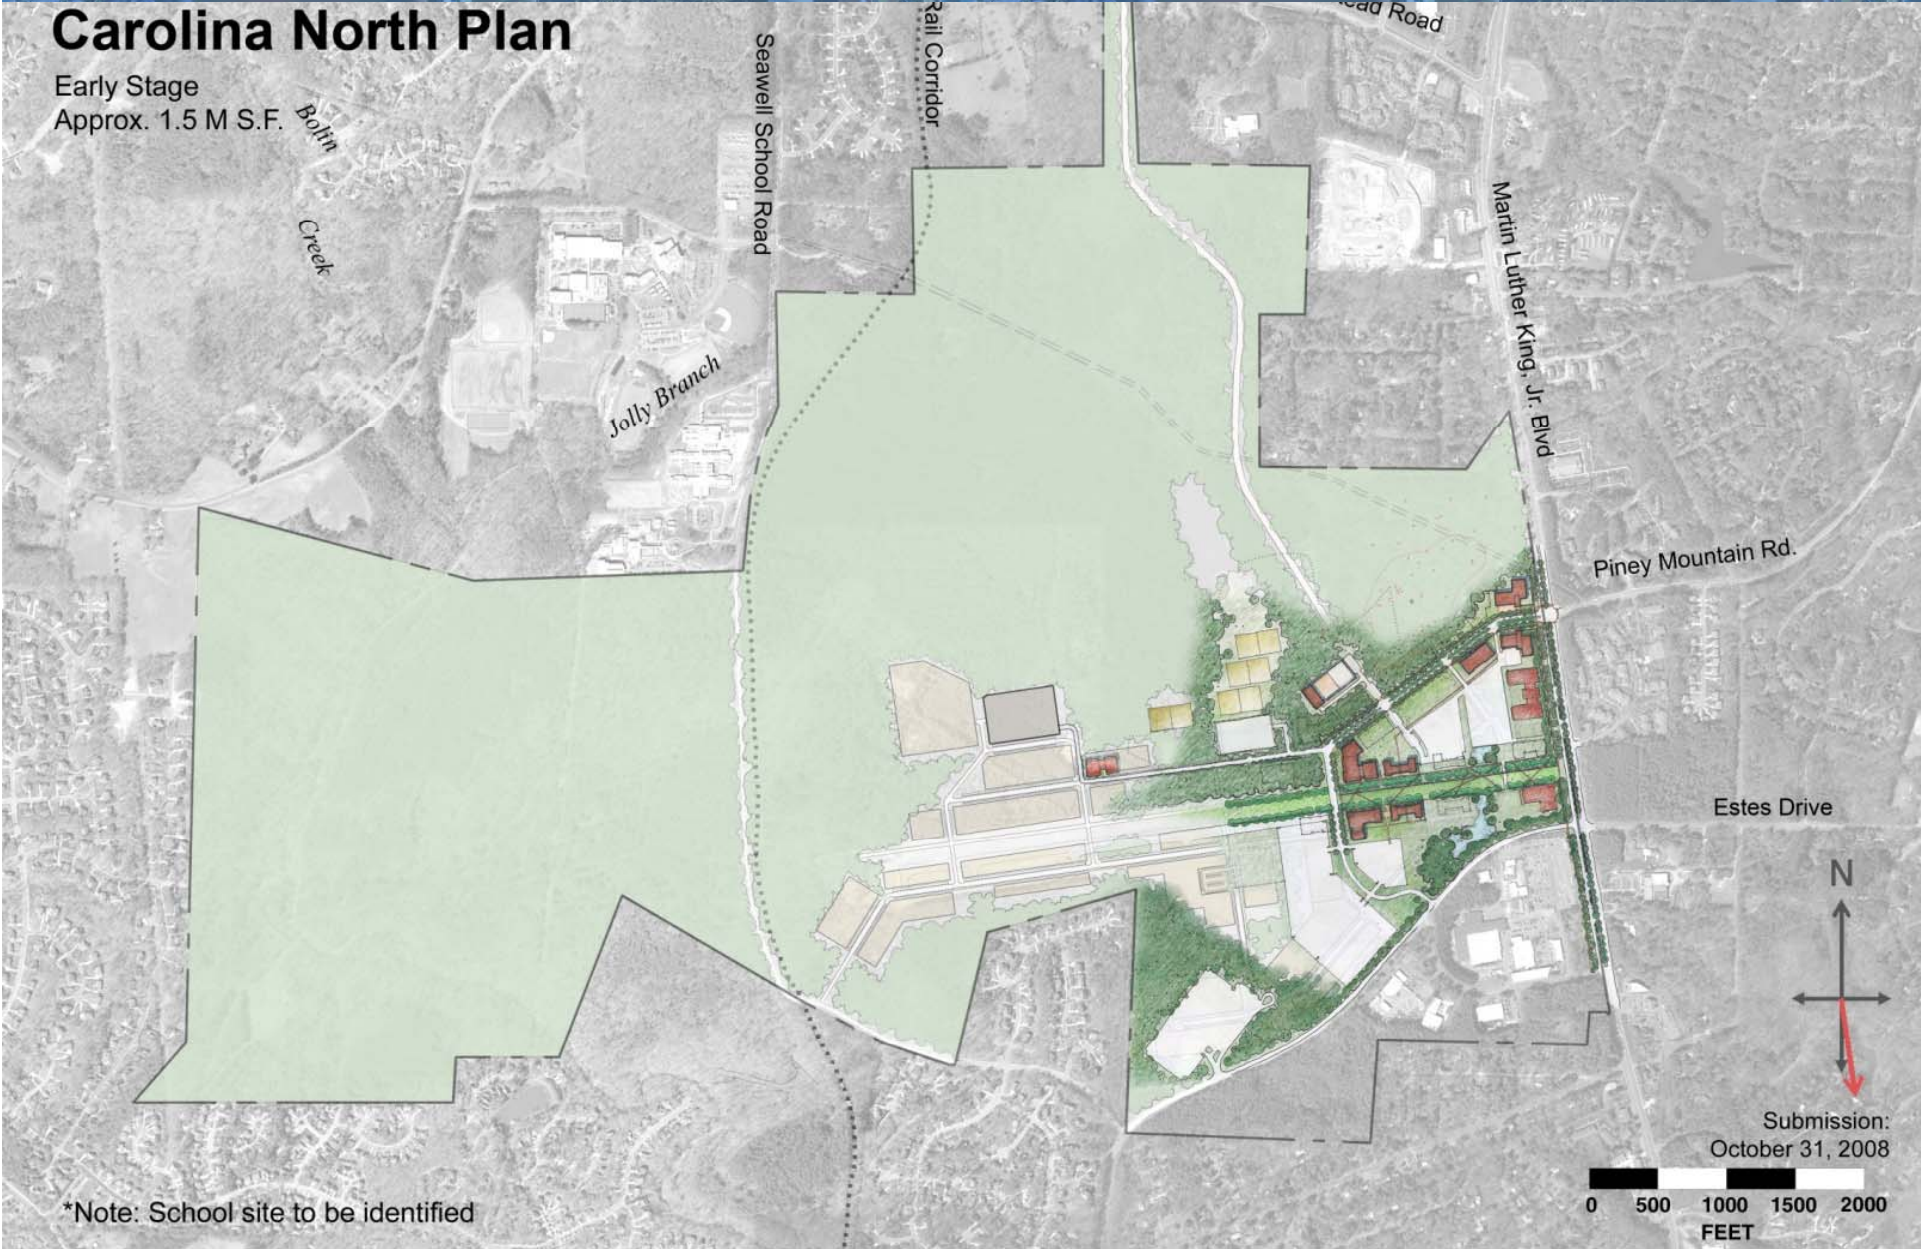 Carolina North Plan
Early Stage
Approx. 1.5 M S.F.
Bolin
Creek
Seawell School Road
Rail Corridor
Road
Jolly Branch
Martin Luther King, Jr. Blvd
Piney Mountain Rd.
Estes Drive
N
Submission:
October 31, 2008
0 500 1000 1500 2000
FEET
*Note: School site to be identified